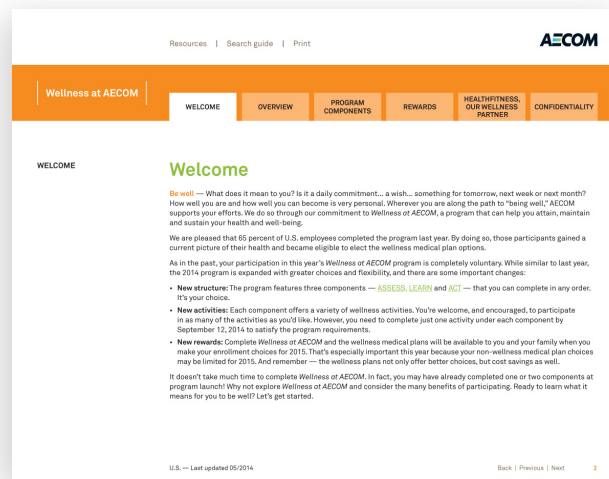 Resources | Search guide | Print
AECOM
Wellness at AECOM
WELCOME
OVERVIEW
PROGRAM
COMPONENTS
REWARDS
HEALTHFITNESS,
OUR WELLNESS
PARTNER
CONFIDENTIALITY
WELCOME
Welcome
Be well — What does it mean to you? Is it a daily commitment... a wish... something for tomorrow, next week or next month?
How well you are and how well you can become is very personal. Wherever you are along the path to "being well," AECOM
supports your efforts. We do so through our commitment to Wellness at AECOM, a program that can help you attain, maintain
and sustain your health and well-being.
We are pleased that 65 percent of U.S. employees completed the program last year. By doing so, those participants gained a
current picture of their health and became eligible to elect the wellness medical plan options.
As in the past, your participation in this year's Wellness at AECOM program is completely voluntary. While similar to last year,
the 2014 program is expanded with greater choices and flexibility, and there are some important changes:
• New structure: The program features three components — ASSESS, LEARN and ACT — that you can complete in any order.
It's your choice.
• New activities: Each component offers a variety of wellness activities. You're welcome, and encouraged, to participate
in as many of the activities as you'd like. However, you need to complete just one activity under each component by
September 12, 2014 to satisfy the program requirements.
• New rewards: Complete Wellness at AECOM and the wellness medical plans will be available to you and your family when you
make your enrollment choices for 2015. That's especially important this year because your non-wellness medical plan choices
may be limited for 2015. And remember — the wellness plans not only offer better choices, but cost savings as well.
It doesn't take much time to complete Wellness at AECOM. In fact, you may have already completed one or two components at
program launch! Why not explore Wellness at AECOM and consider the many benefits of participating. Ready to learn what it
means for you to be well? Let's get started.
U.S. — Last updated 05/2014
Back | Previous | Next 2